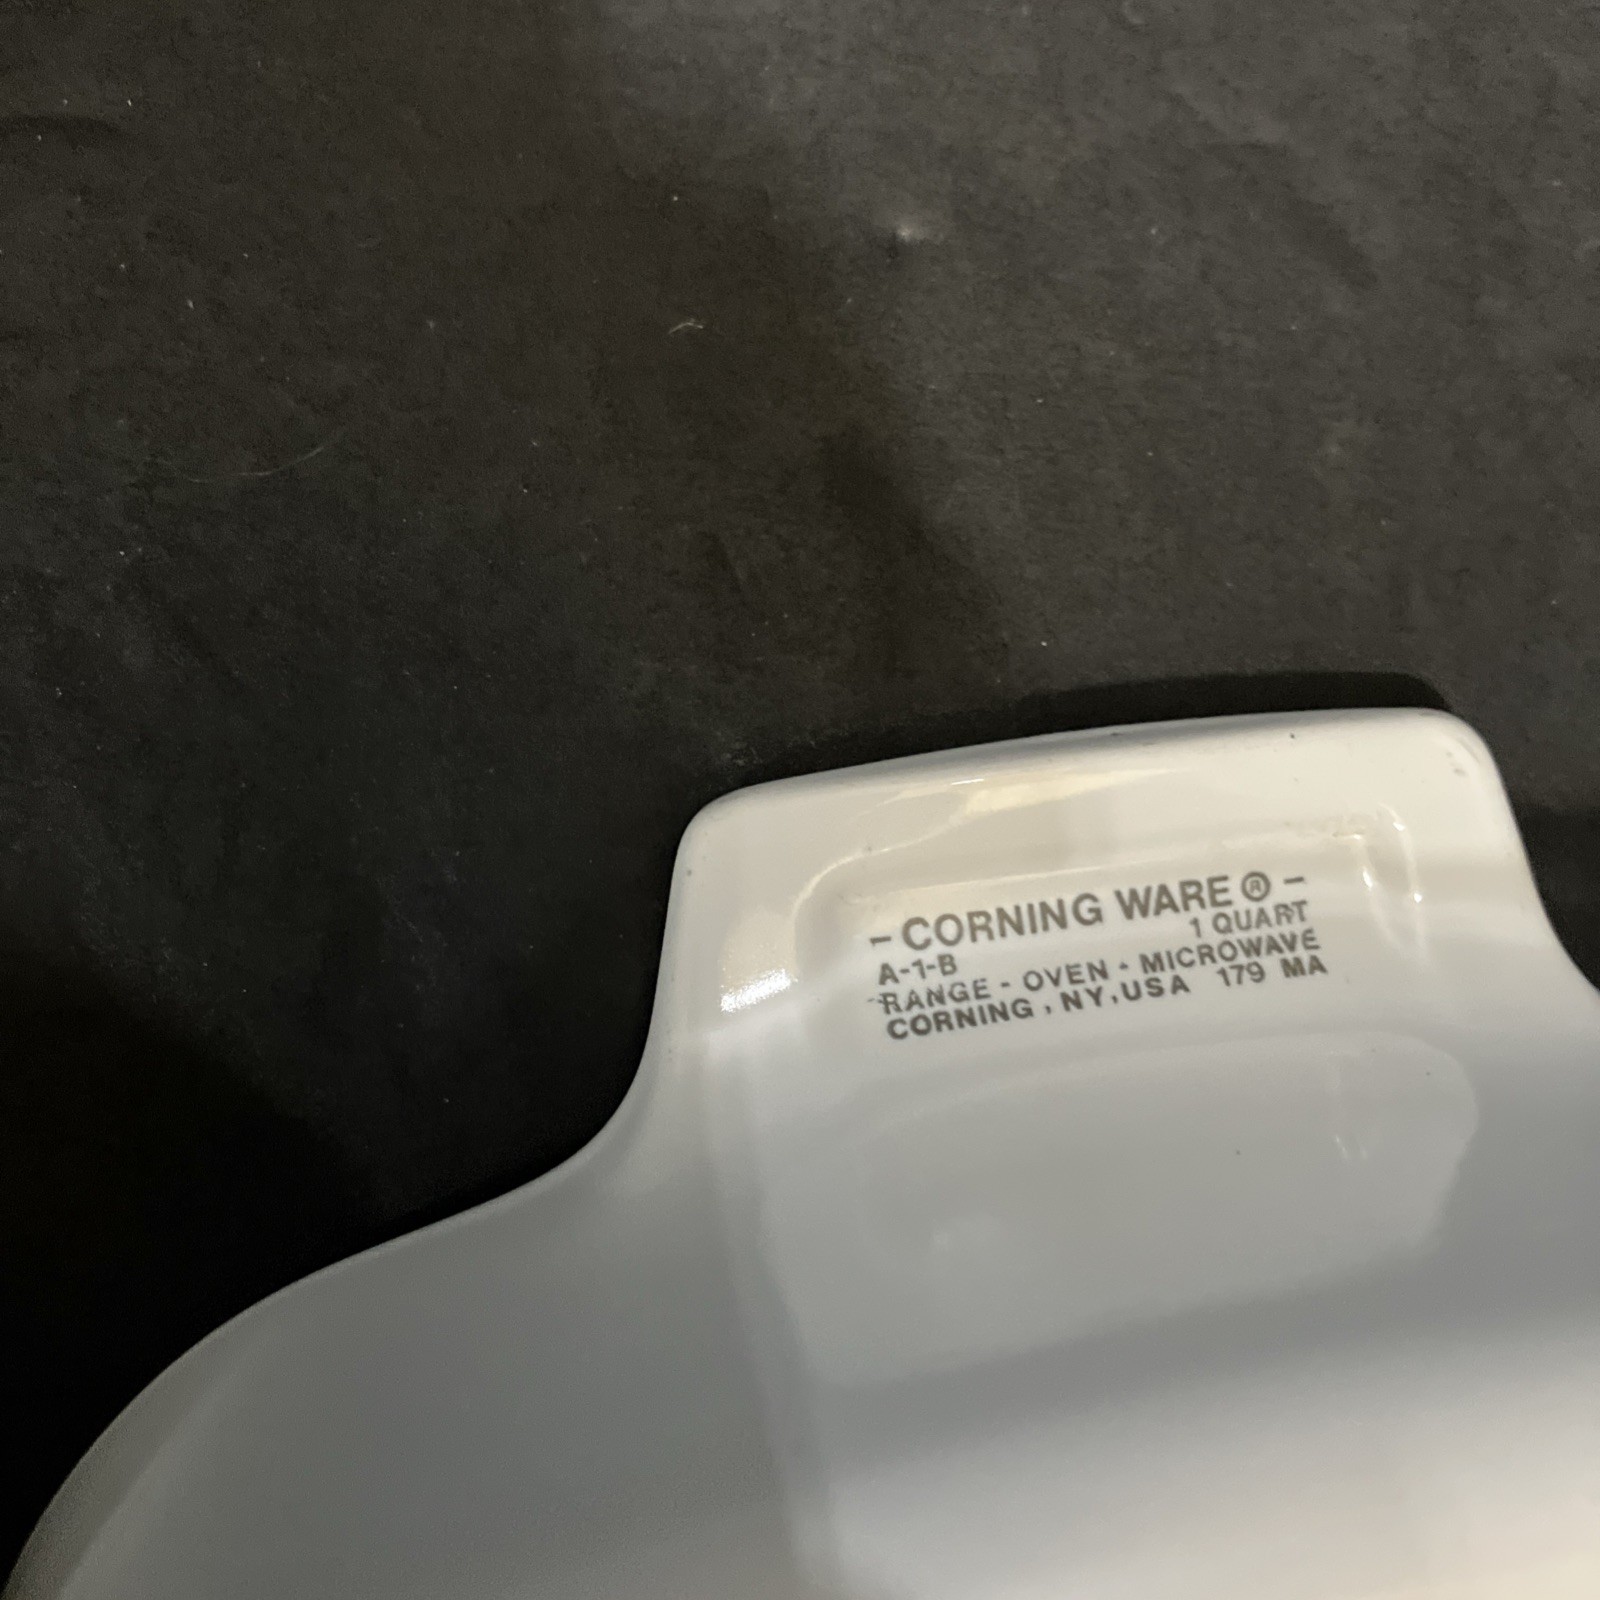 - CORNING WARE ® -
A-1-B 1 QUART
RANGE - OVEN - MICROWAVE
CORNING , NY, USA 179 MA